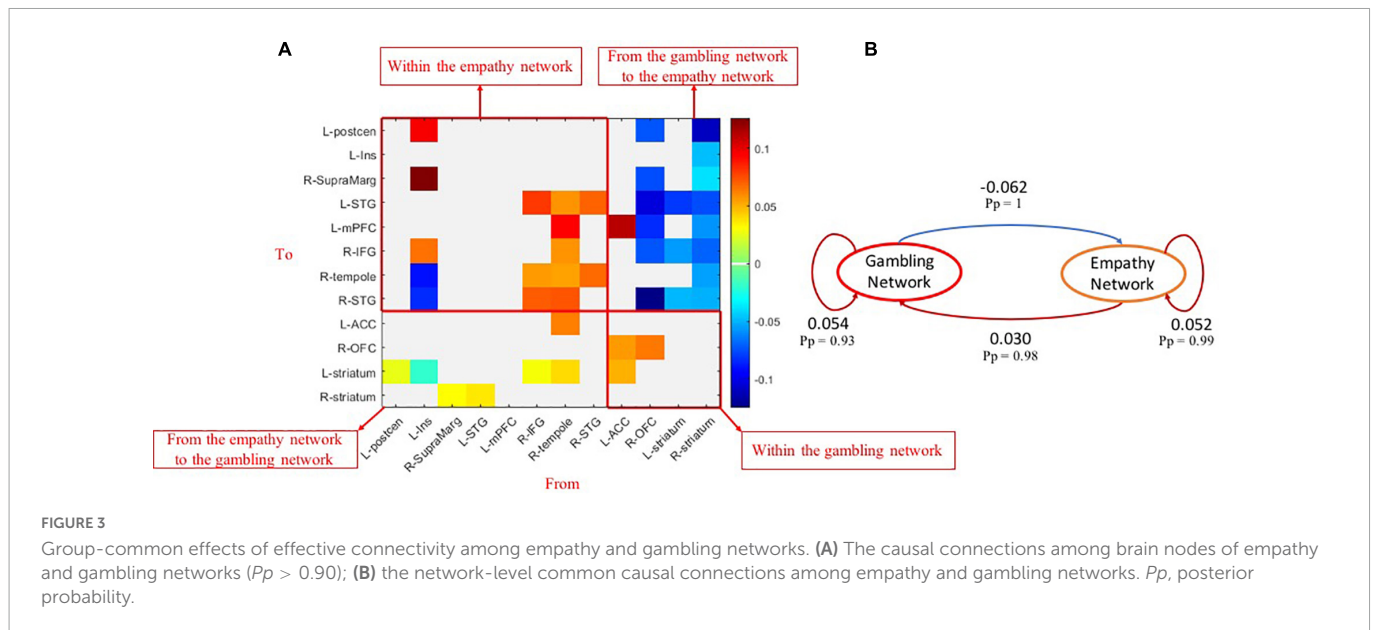 A
B
Within the empathy network
From the gambling network
to the empathy network
L-postcen
L-Ins
R-SupraMarg
L-STG
L-mPFC
R-IFG
R-tempole
R-STG
L-ACC
R-OFC
L-striatum
R-striatum
To
0.1
0.05
0
-0.05
-0.1
L-postcen
L-Ins
R-SupraMarg
L-STG
L-mPFC
R-IFG
R-tempole
R-STG
L-ACC
R-OFC
L-striatum
R-striatum
From
From the empathy network
to the gambling network
Within the gambling network
-0.062
Pp = 1
Gambling
Network
Empathy
Network
0.054
Pp = 0.93
0.030
Pp = 0.98
0.052
Pp = 0.99
FIGURE 3
Group-common effects of effective connectivity among empathy and gambling networks. (A) The causal connections among brain nodes of empathy
and gambling networks (Pp > 0.90); (B) the network-level common causal connections among empathy and gambling networks. Pp, posterior
probability.